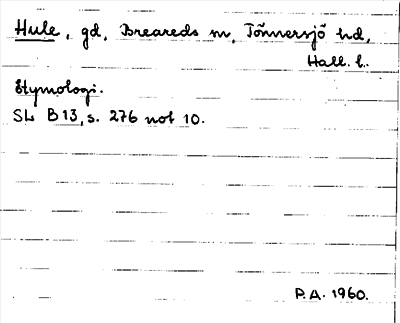 Hule, gd, Breareds sn, Tönnersjö hd,
Hall. l.
Etymologi.
SL B13, s. 276 not 10.
P.A. 1960.